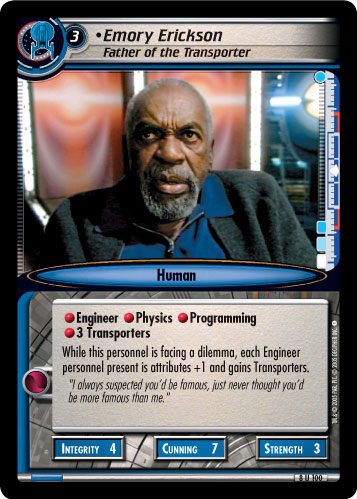 3
•Emory Erickson
Father of the Transporter
Human
•Engineer •Physics •Programming
•3 Transporters
While this personnel is facing a dilemma, each Engineer
personnel present is attributes +1 and gains Transporters.
"I always suspected you'd be famous, just never thought you'd
be more famous than me."
INTEGRITY 4 CUNNING 7 STRENGTH 3
8 U 100